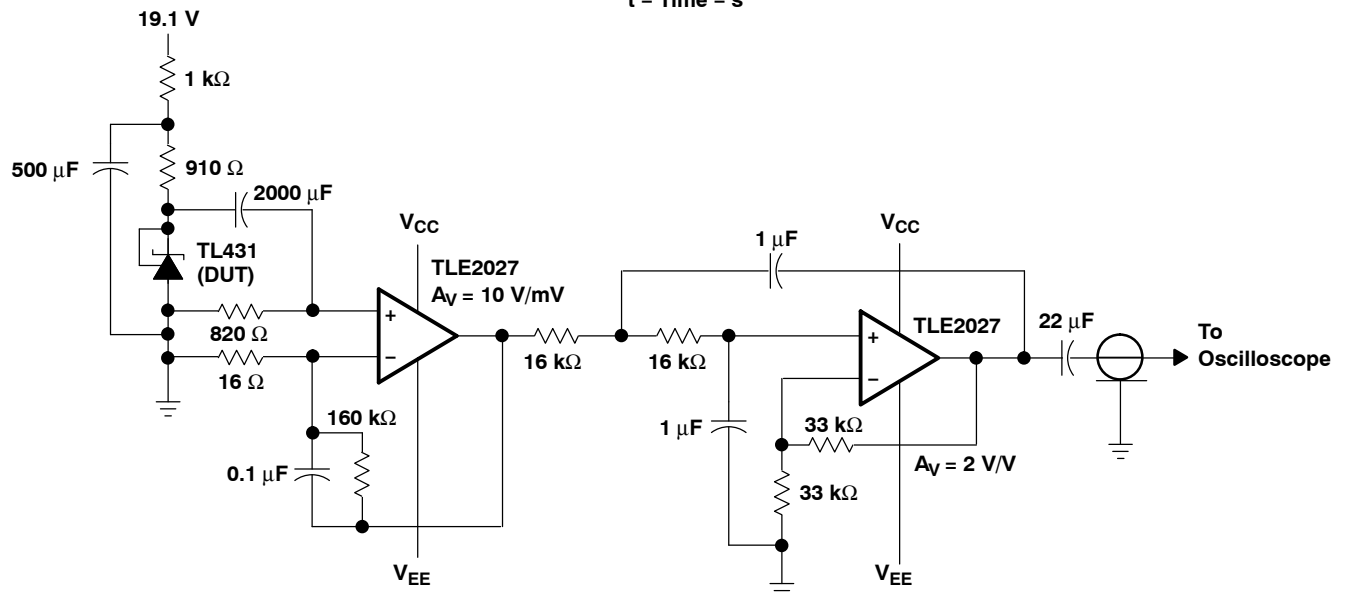 t – Time – s
19.1 V
1 kΩ
500 μF
910 Ω
2000 μF
TL431
(DUT)
820 Ω
16 Ω
160 kΩ
0.1 μF
VCC
TLE2027
AV = 10 V/mV
+
−
VEE
16 kΩ
16 kΩ
1 μF
1 μF
VCC
TLE2027
+
−
33 kΩ
AV = 2 V/V
33 kΩ
VEE
22 μF
To
Oscilloscope